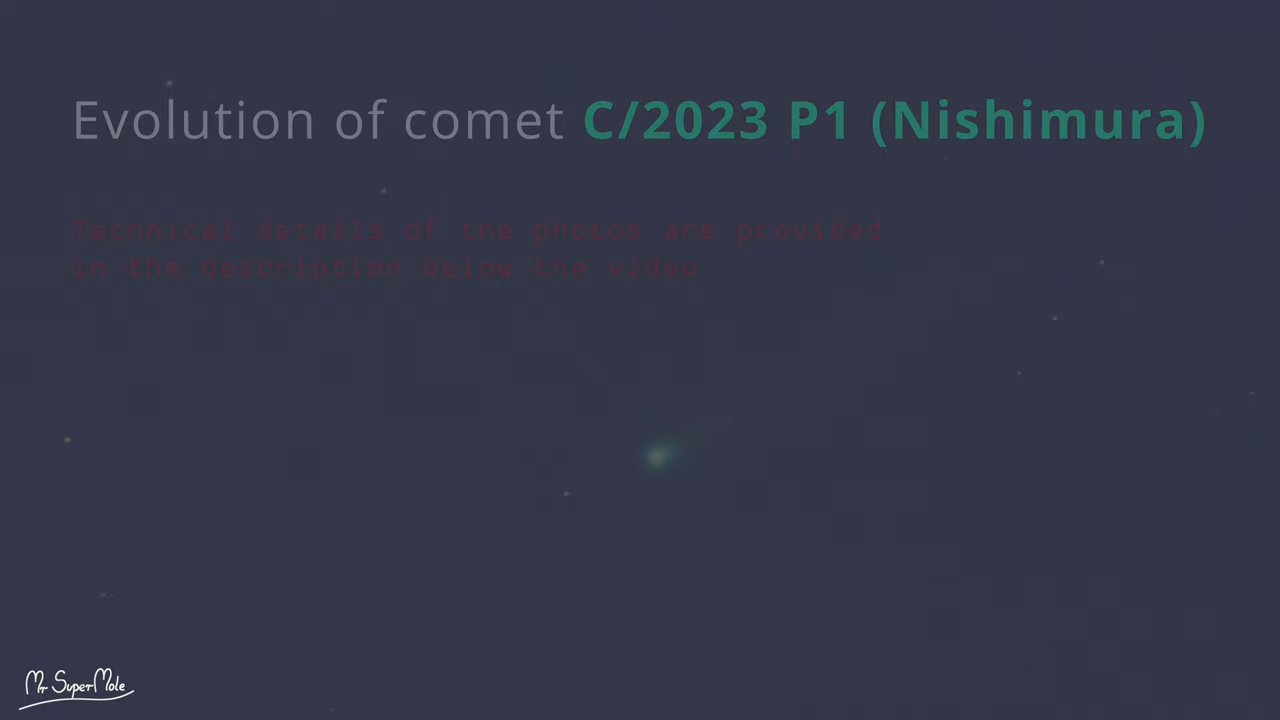 Evolution of comet C/2023 P1 (Nishimura)
Technical details of the photos are provided
in the description below the video
Mr SuperMole